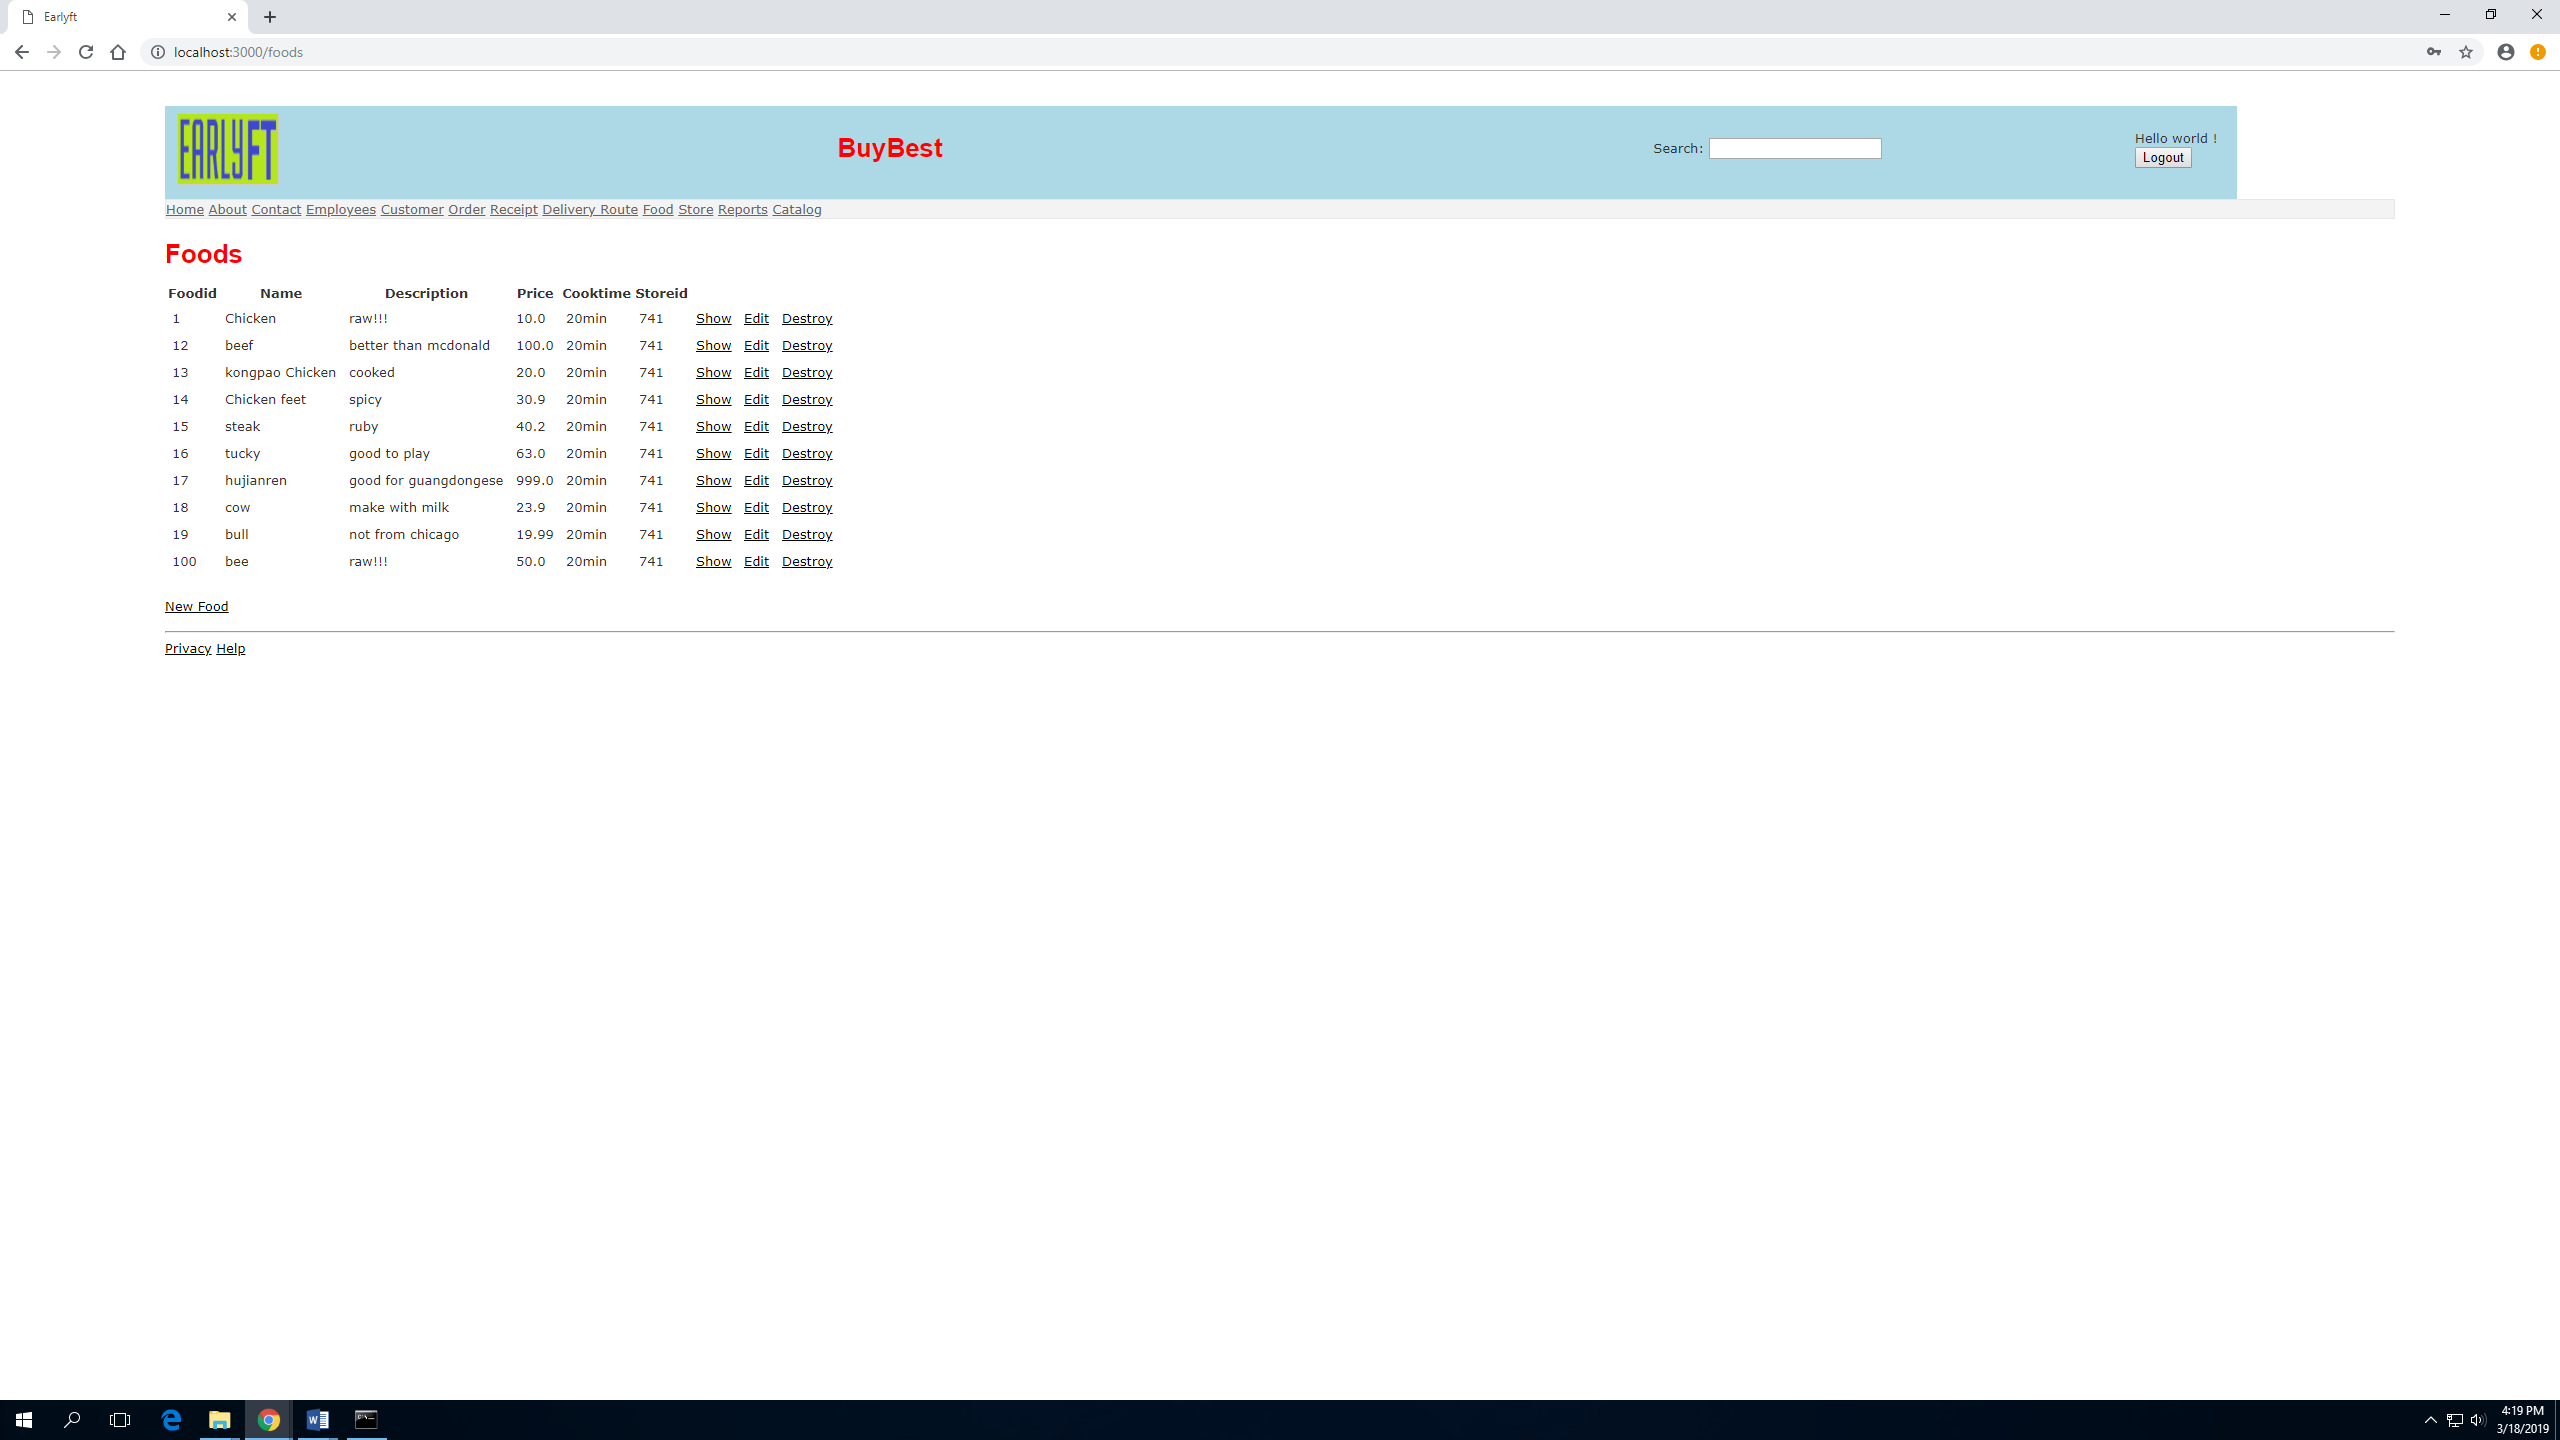 Earlyft
localhost:3000/foods
EARLYFT
BuyBest
Search:
Hello world !
Logout
Home About Contact Employees Customer Order Receipt Delivery Route Food Store Reports Catalog
Foods
Foodid Name Description Price Cooktime Storeid
1 Chicken raw!!! 10.0 20min 741 Show Edit Destroy
12 beef better than mcdonald 100.0 20min 741 Show Edit Destroy
13 kongpao Chicken cooked 20.0 20min 741 Show Edit Destroy
14 Chicken feet spicy 30.9 20min 741 Show Edit Destroy
15 steak ruby 40.2 20min 741 Show Edit Destroy
16 tucky good to play 63.0 20min 741 Show Edit Destroy
17 hujianren good for guangdongese 999.0 20min 741 Show Edit Destroy
18 cow make with milk 23.9 20min 741 Show Edit Destroy
19 bull not from chicago 19.99 20min 741 Show Edit Destroy
100 bee raw!!! 50.0 20min 741 Show Edit Destroy
New Food
Privacy Help
4:19 PM
3/18/2019